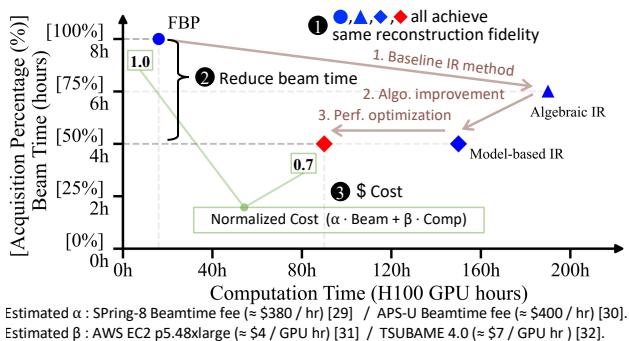 FBP
1 ●,▲,◆,◆ all achieve
same reconstruction fidelity
[Acquisition Percentage (%)]
Beam Time (hours)
[100%]
8h
[75%]
6h
[50%]
4h
[25%]
2h
[0%]
0h
1.0
2 Reduce beam time
1. Baseline IR method
2. Algo. improvement
3. Perf. optimization
Algebraic IR
Model-based IR
0.7
3 $ Cost
Normalized Cost (α · Beam + β · Comp)
0h 40h 80h 120h 160h 200h
Computation Time (H100 GPU hours)
Estimated α : SPring-8 Beamtime fee (≈ $380 / hr) [29] / APS-U Beamtime fee (≈ $400 / hr) [30].
Estimated β : AWS EC2 p5.48xlarge (≈ $4 / GPU hr) [31] / TSUBAME 4.0 (≈ $7 / GPU hr ) [32].